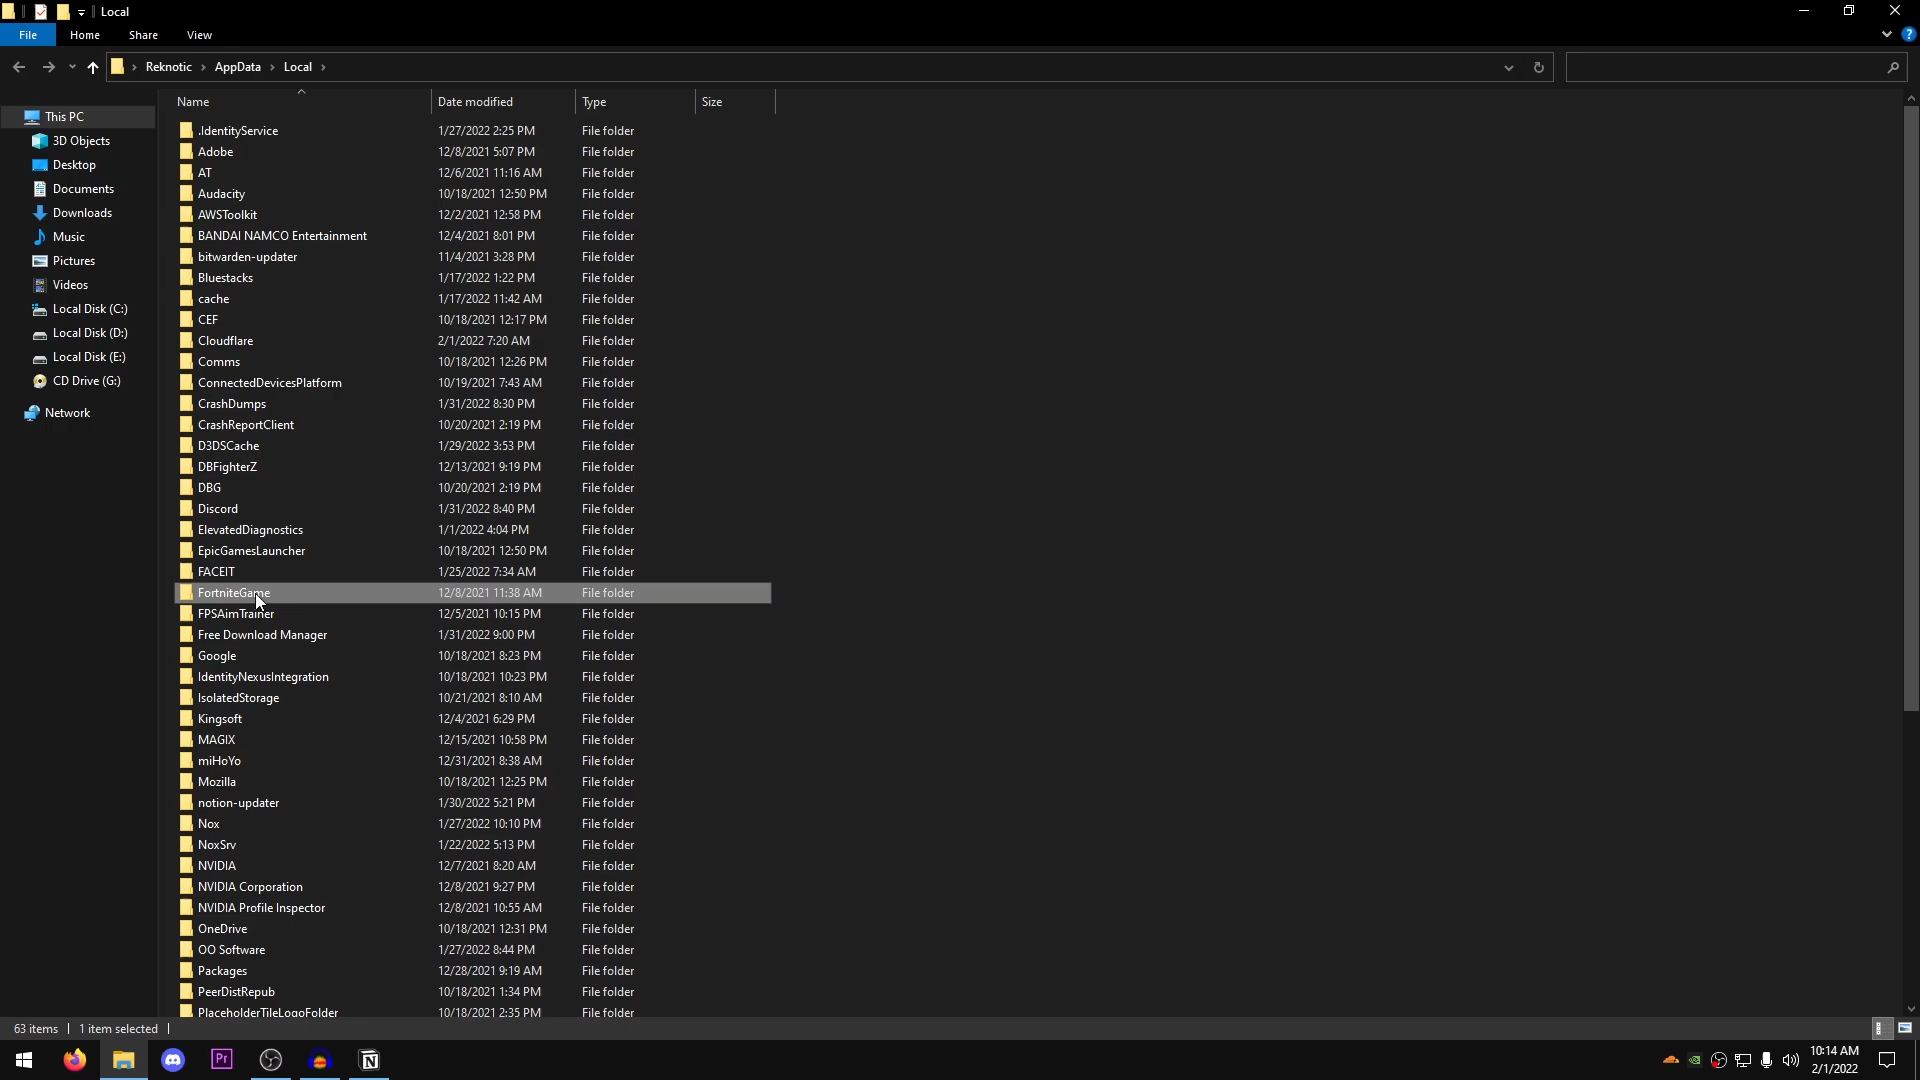 Local
File Home Share View
Reknotic AppData Local
Name Date modified Type Size
This PC
3D Objects
Desktop
Documents
Downloads
Music
Pictures
Videos
Local Disk (C:)
Local Disk (D:)
Local Disk (E:)
CD Drive (G:)
Network
.IdentityService 1/27/2022 2:25 PM File folder
Adobe 12/8/2021 5:07 PM File folder
AT 12/6/2021 11:16 AM File folder
Audacity 10/18/2021 12:50 PM File folder
AWSToolkit 12/2/2021 12:58 PM File folder
BANDAI NAMCO Entertainment 12/4/2021 8:01 PM File folder
bitwarden-updater 11/4/2021 3:28 PM File folder
Bluestacks 1/17/2022 1:22 PM File folder
cache 1/17/2022 11:42 AM File folder
CEF 10/18/2021 12:17 PM File folder
Cloudflare 2/1/2022 7:20 AM File folder
Comms 10/18/2021 12:26 PM File folder
ConnectedDevicesPlatform 10/19/2021 7:43 AM File folder
CrashDumps 1/31/2022 8:30 PM File folder
CrashReportClient 10/20/2021 2:19 PM File folder
D3DSCache 1/29/2022 3:53 PM File folder
DBFighterZ 12/13/2021 9:19 PM File folder
DBG 10/20/2021 2:19 PM File folder
Discord 1/31/2022 8:40 PM File folder
ElevatedDiagnostics 1/1/2022 4:04 PM File folder
EpicGamesLauncher 10/18/2021 12:50 PM File folder
FACEIT 1/25/2022 7:34 AM File folder
FortniteGame 12/8/2021 11:38 AM File folder
FPSAimTrainer 12/5/2021 10:15 PM File folder
Free Download Manager 1/31/2022 9:00 PM File folder
Google 10/18/2021 8:23 PM File folder
IdentityNexusIntegration 10/18/2021 10:23 PM File folder
IsolatedStorage 10/21/2021 8:10 AM File folder
Kingsoft 12/4/2021 6:29 PM File folder
MAGIX 12/15/2021 10:58 PM File folder
miHoYo 12/31/2021 8:38 AM File folder
Mozilla 10/18/2021 12:25 PM File folder
notion-updater 1/30/2022 5:21 PM File folder
Nox 1/27/2022 10:10 PM File folder
NoxSrv 1/22/2022 5:13 PM File folder
NVIDIA 12/7/2021 8:20 AM File folder
NVIDIA Corporation 12/8/2021 9:27 PM File folder
NVIDIA Profile Inspector 12/8/2021 10:55 AM File folder
OneDrive 10/18/2021 12:31 PM File folder
OO Software 1/27/2022 8:44 PM File folder
Packages 12/28/2021 9:19 AM File folder
PeerDistRepub 10/18/2021 1:34 PM File folder
PlaceholderTileLogoFolder 10/18/2021 2:35 PM File folder
63 items 1 item selected
Pr
10:14 AM
2/1/2022